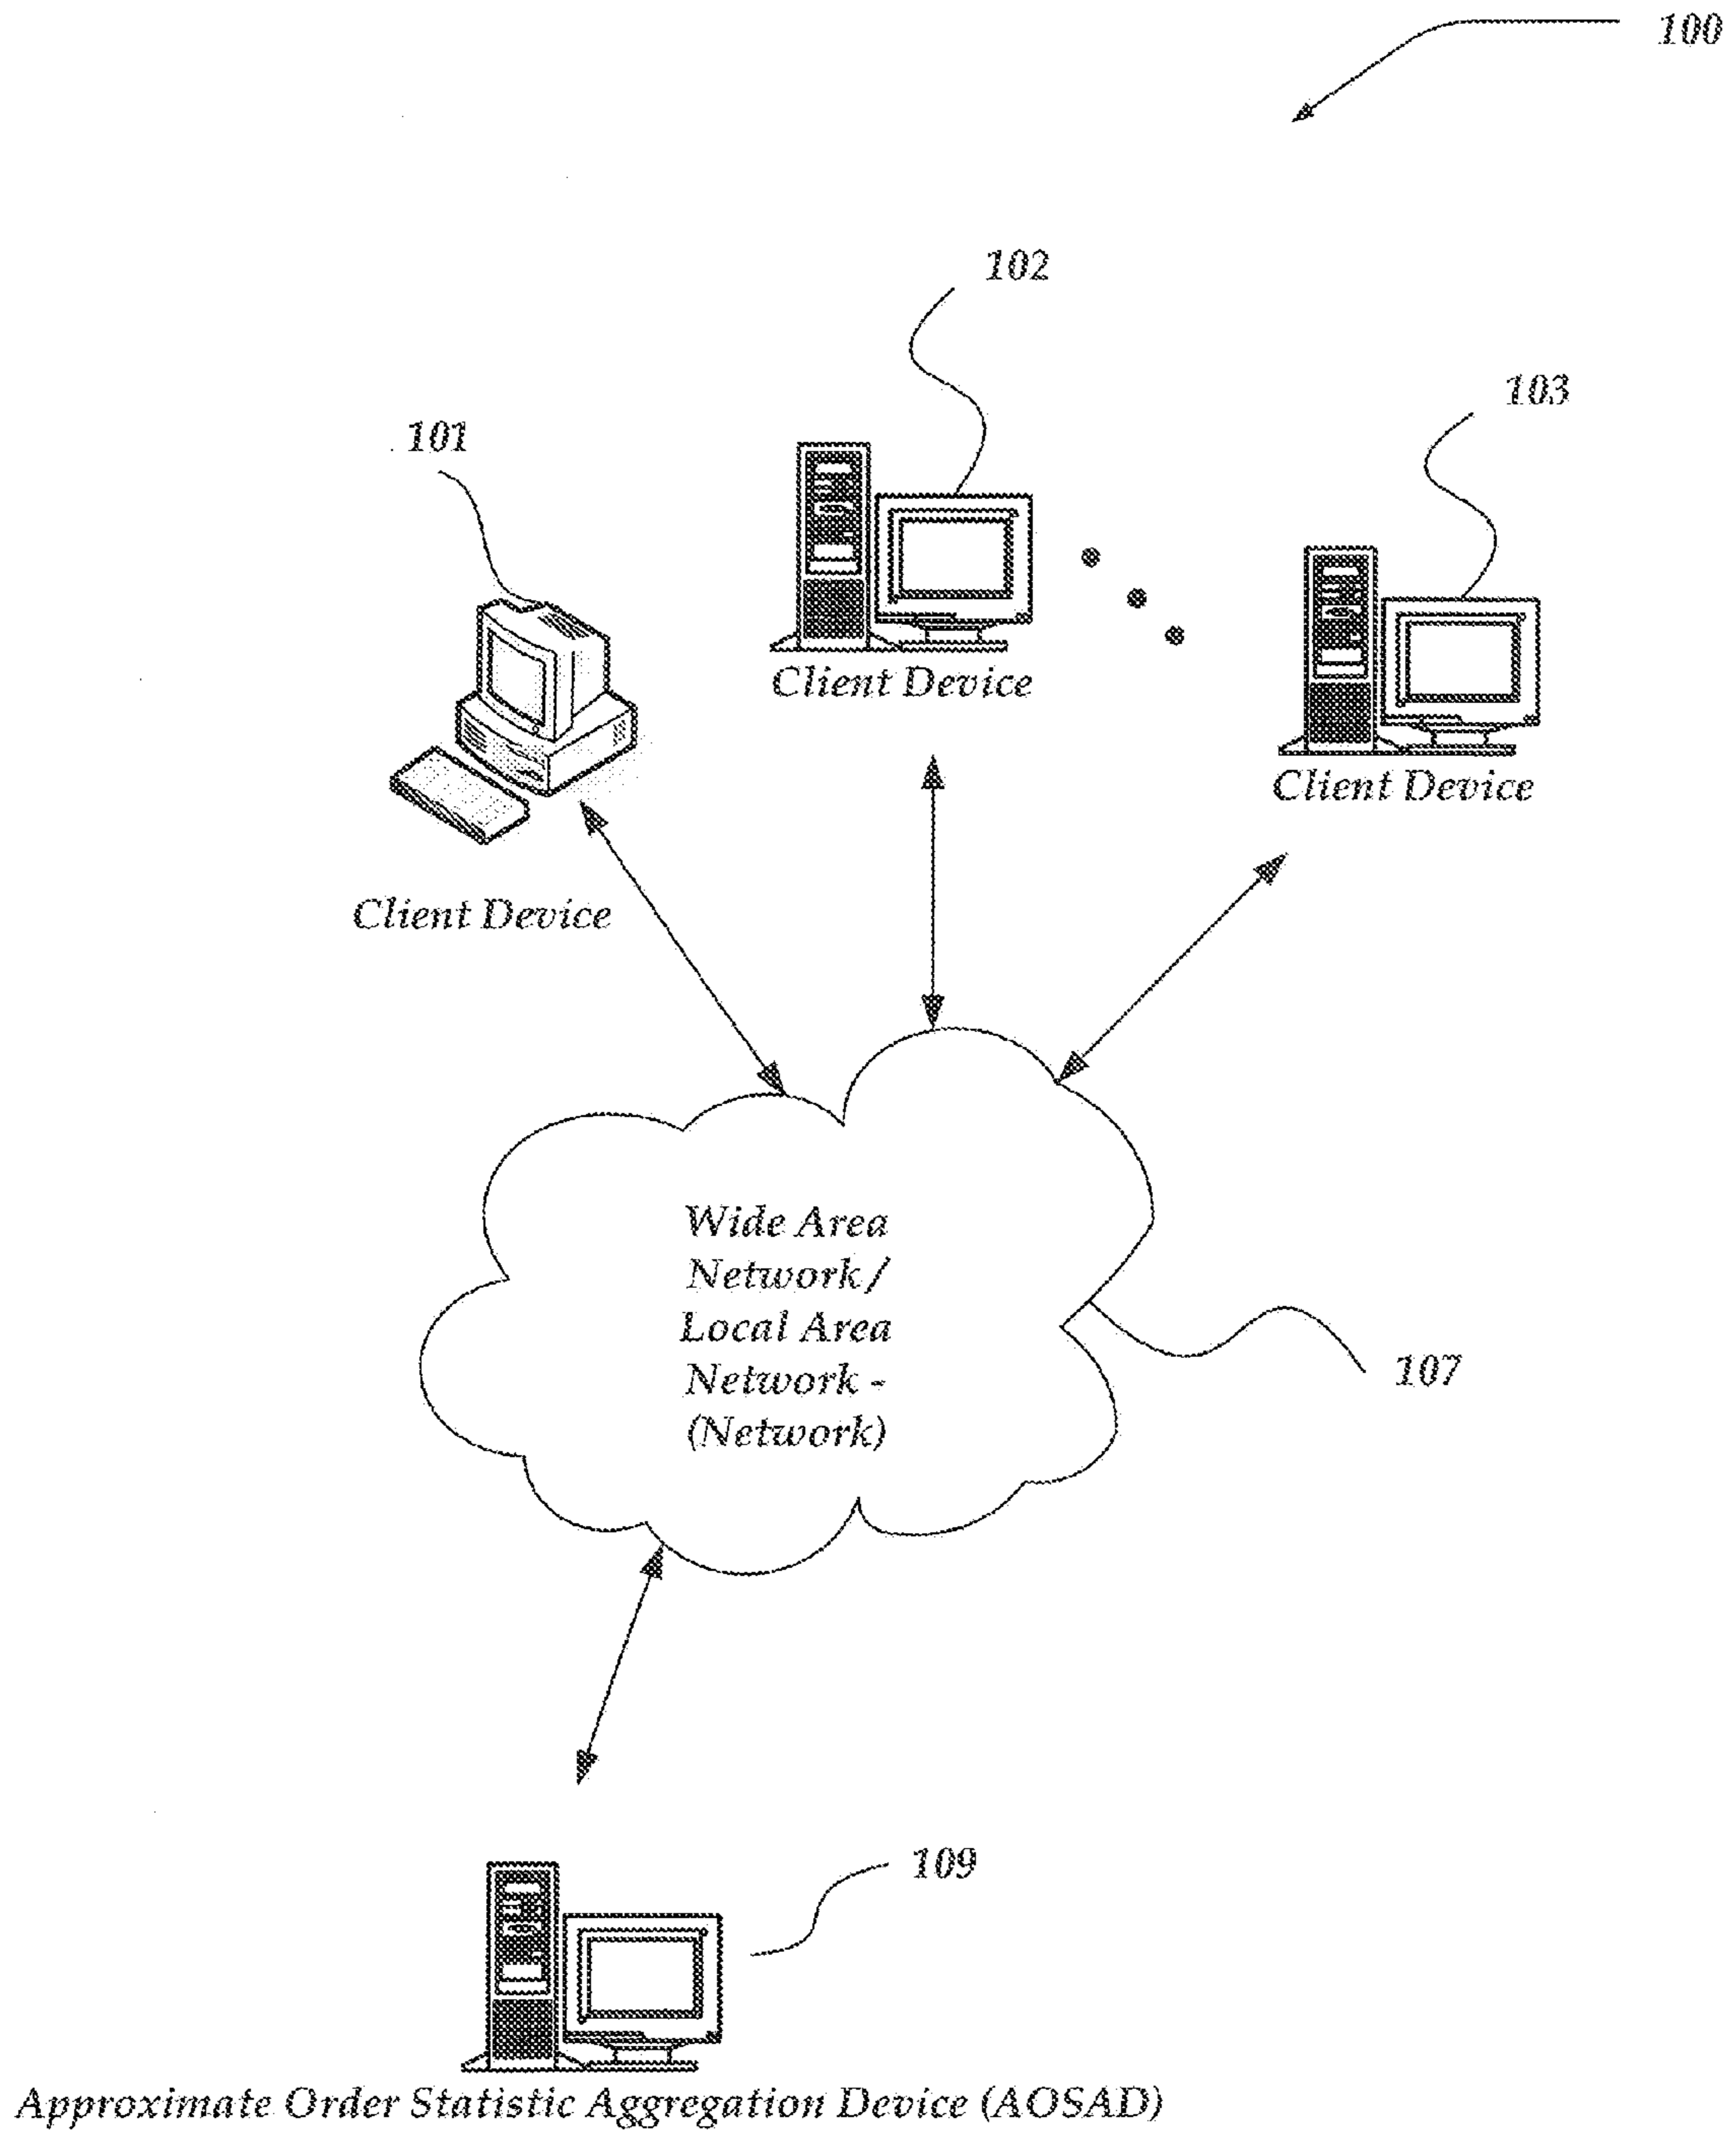 100
102
103
101
Client Device
Client Device
Client Device
Wide Area
Network/
Local Area
Network -
(Network)
107
109
Approximate Order Statistic Aggregation Device (AOSAD)